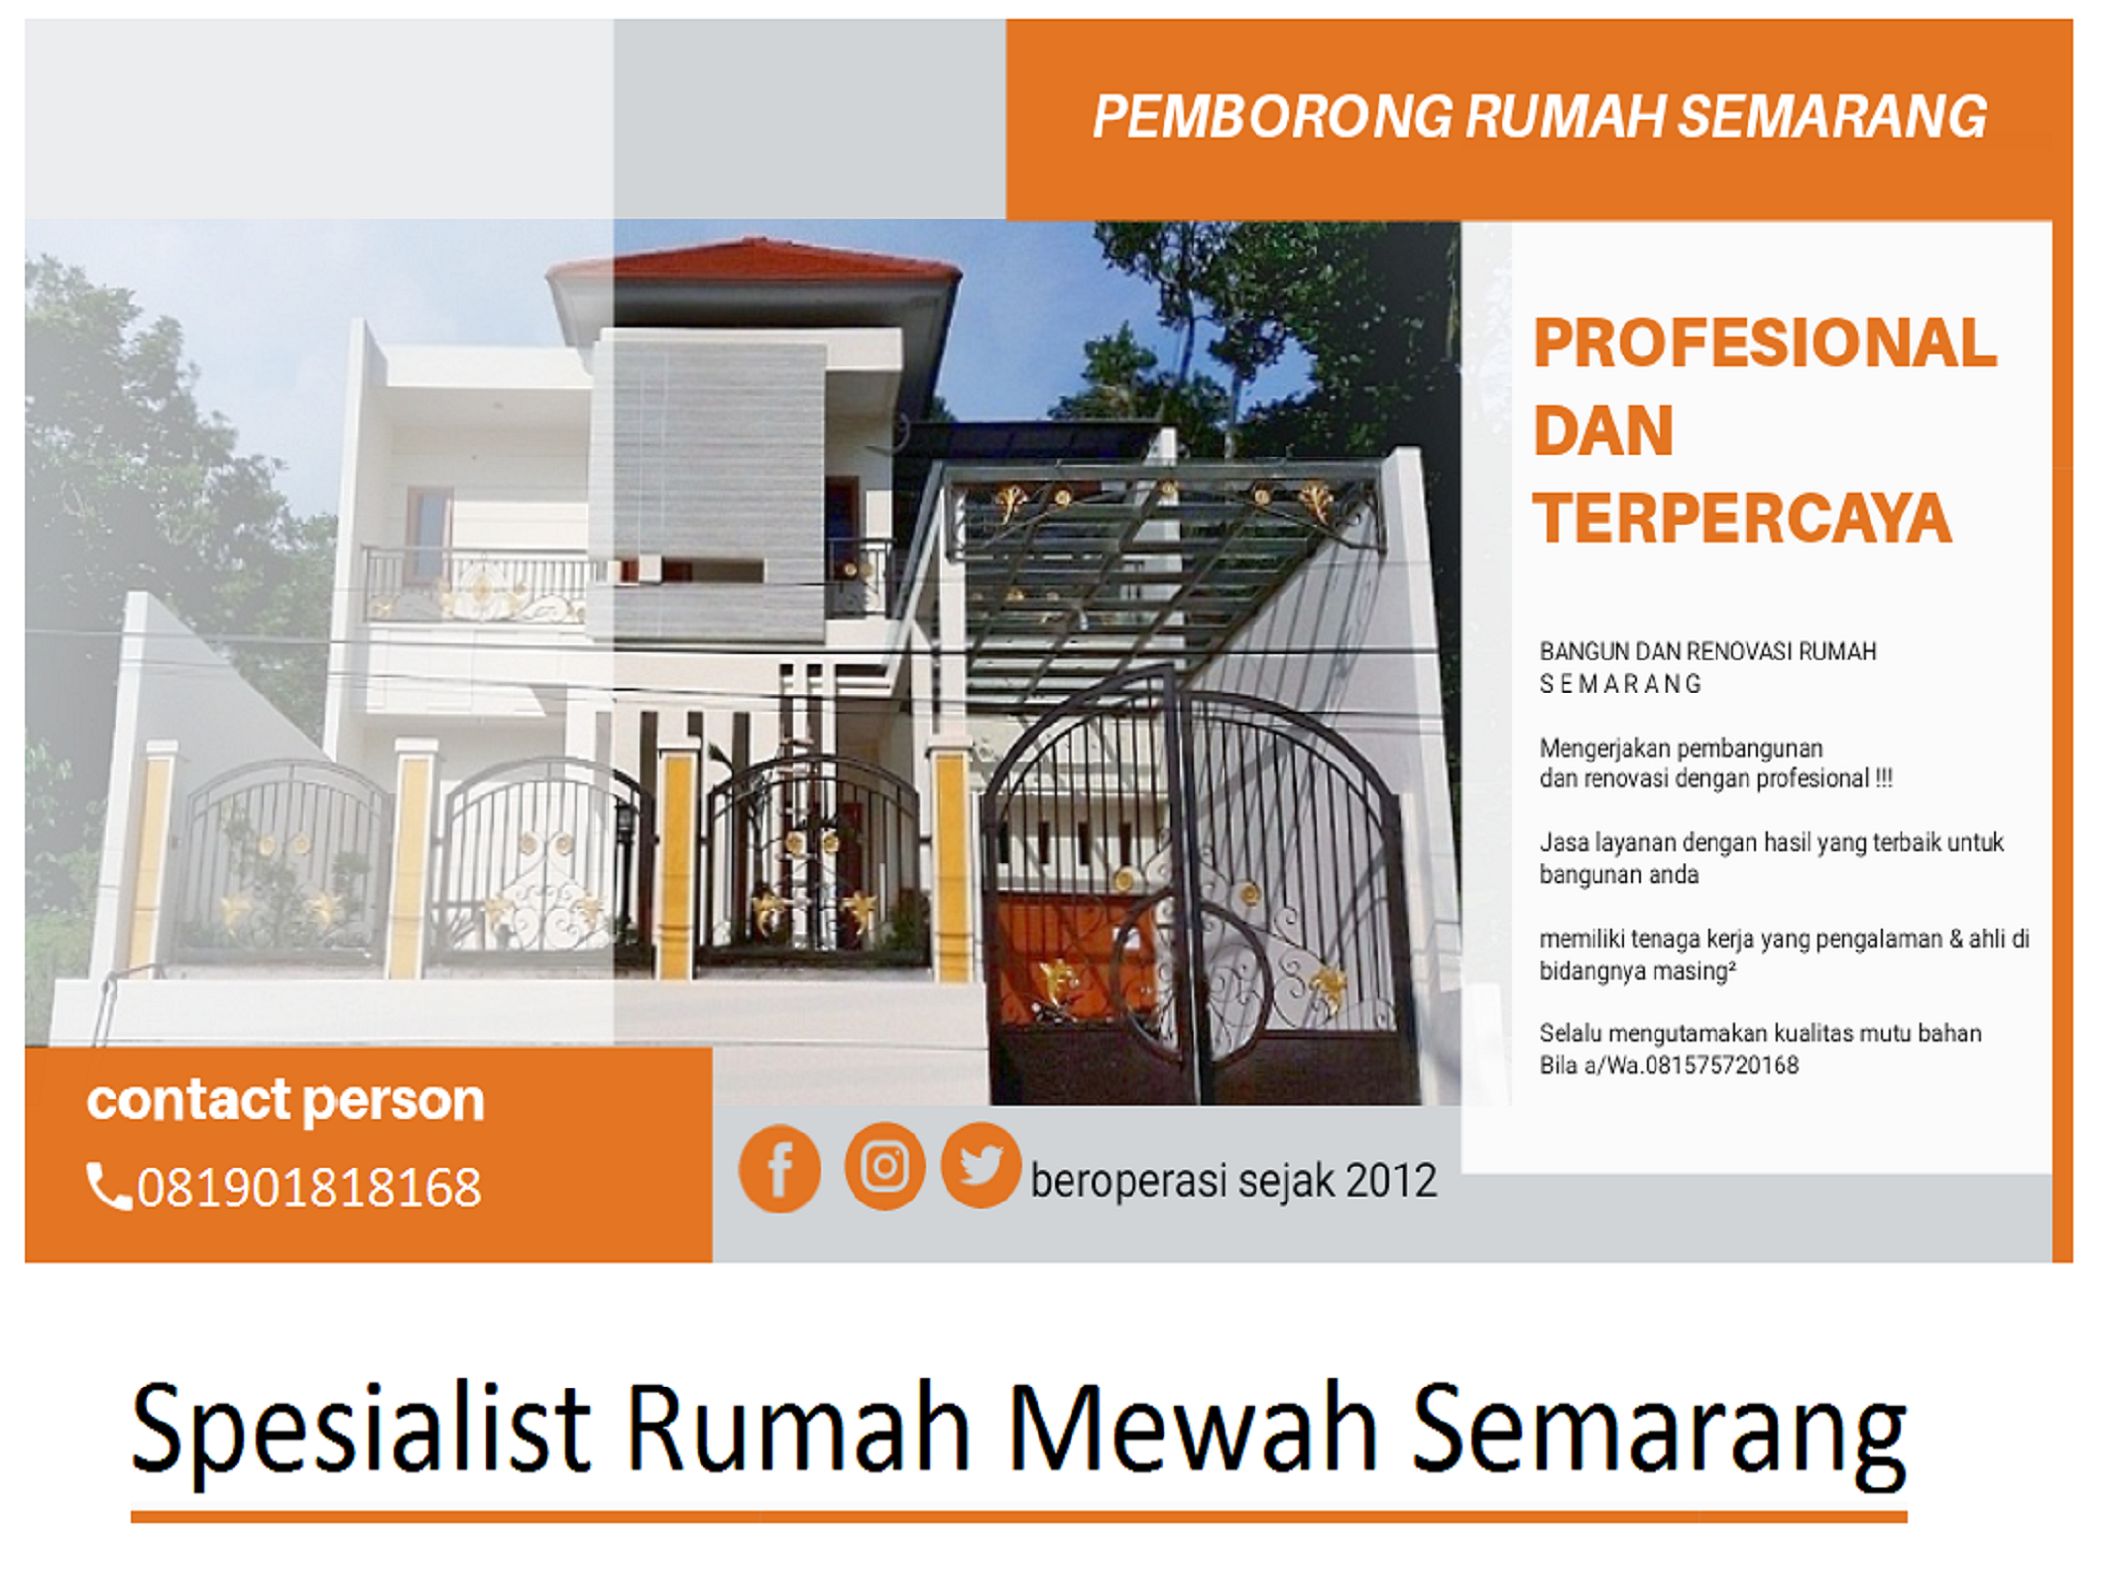 PEMBORONG RUMAH SEMARANG
PROFESIONAL
DAN
TERPERCAYA
BANGUN DAN RENOVASI RUMAH
SEMARANG
Mengerjakan pembangunan
dan renovasi dengan profesional !!!
Jasa layanan dengan hasil yang terbaik untuk
bangunan anda
memiliki tenaga kerja yang pengalaman & ahli di
bidangnya masing²
Selalu mengutamakan kualitas mutu bahan
Bila a/Wa.081575720168
contact person
081901818168
beroperasi sejak 2012
Spesialist Rumah Mewah Semarang